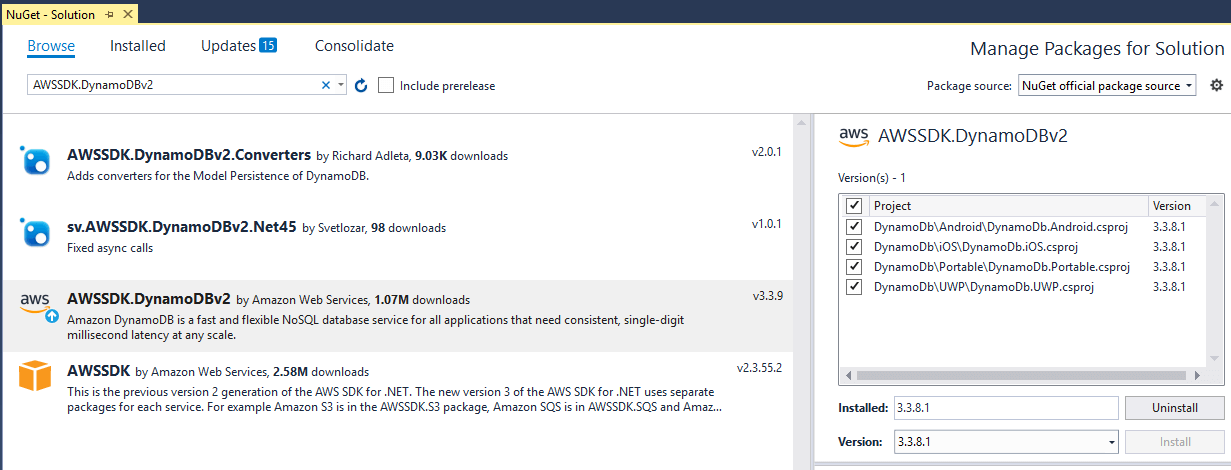 NuGet - Solution
Browse Installed Updates 15 Consolidate
Manage Packages for Solution
AWSSDK.DynamoDBv2
Include prerelease
Package source: NuGet official package source
AWSSDK.DynamoDBv2.Converters by Richard Adleta, 9.03K downloads v2.0.1
Adds converters for the Model Persistence of DynamoDB.
sv.AWSSDK.DynamoDBv2.Net45 by Svetlozar, 98 downloads v1.0.1
Fixed async calls
aws
AWSSDK.DynamoDBv2 by Amazon Web Services, 1.07M downloads v3.3.9
Amazon DynamoDB is a fast and flexible NoSQL database service for all applications that need consistent, single-digit
millisecond latency at any scale.
AWSSDK by Amazon Web Services, 2.58M downloads v2.3.55.2
This is the previous version 2 generation of the AWS SDK for .NET. The new version 3 of the AWS SDK for .NET uses separate
packages for each service. For example Amazon S3 is in the AWSSDK.S3 package, Amazon SQS is in AWSSDK.SQS and Amaz...
aws AWSSDK.DynamoDBv2
Version(s) - 1
Project Version
DynamoDb\Android\DynamoDb.Android.csproj 3.3.8.1
DynamoDb\iOS\DynamoDb.iOS.csproj 3.3.8.1
DynamoDb\Portable\DynamoDb.Portable.csproj 3.3.8.1
DynamoDb\UWP\DynamoDb.UWP.csproj 3.3.8.1
Installed: 3.3.8.1 Uninstall
Version: 3.3.8.1 Install